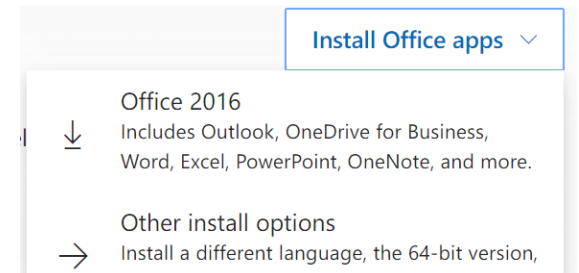 Install Office apps
Office 2016
Includes Outlook, OneDrive for Business,
Word, Excel, PowerPoint, OneNote, and more.
Other install options
Install a different language, the 64-bit version,